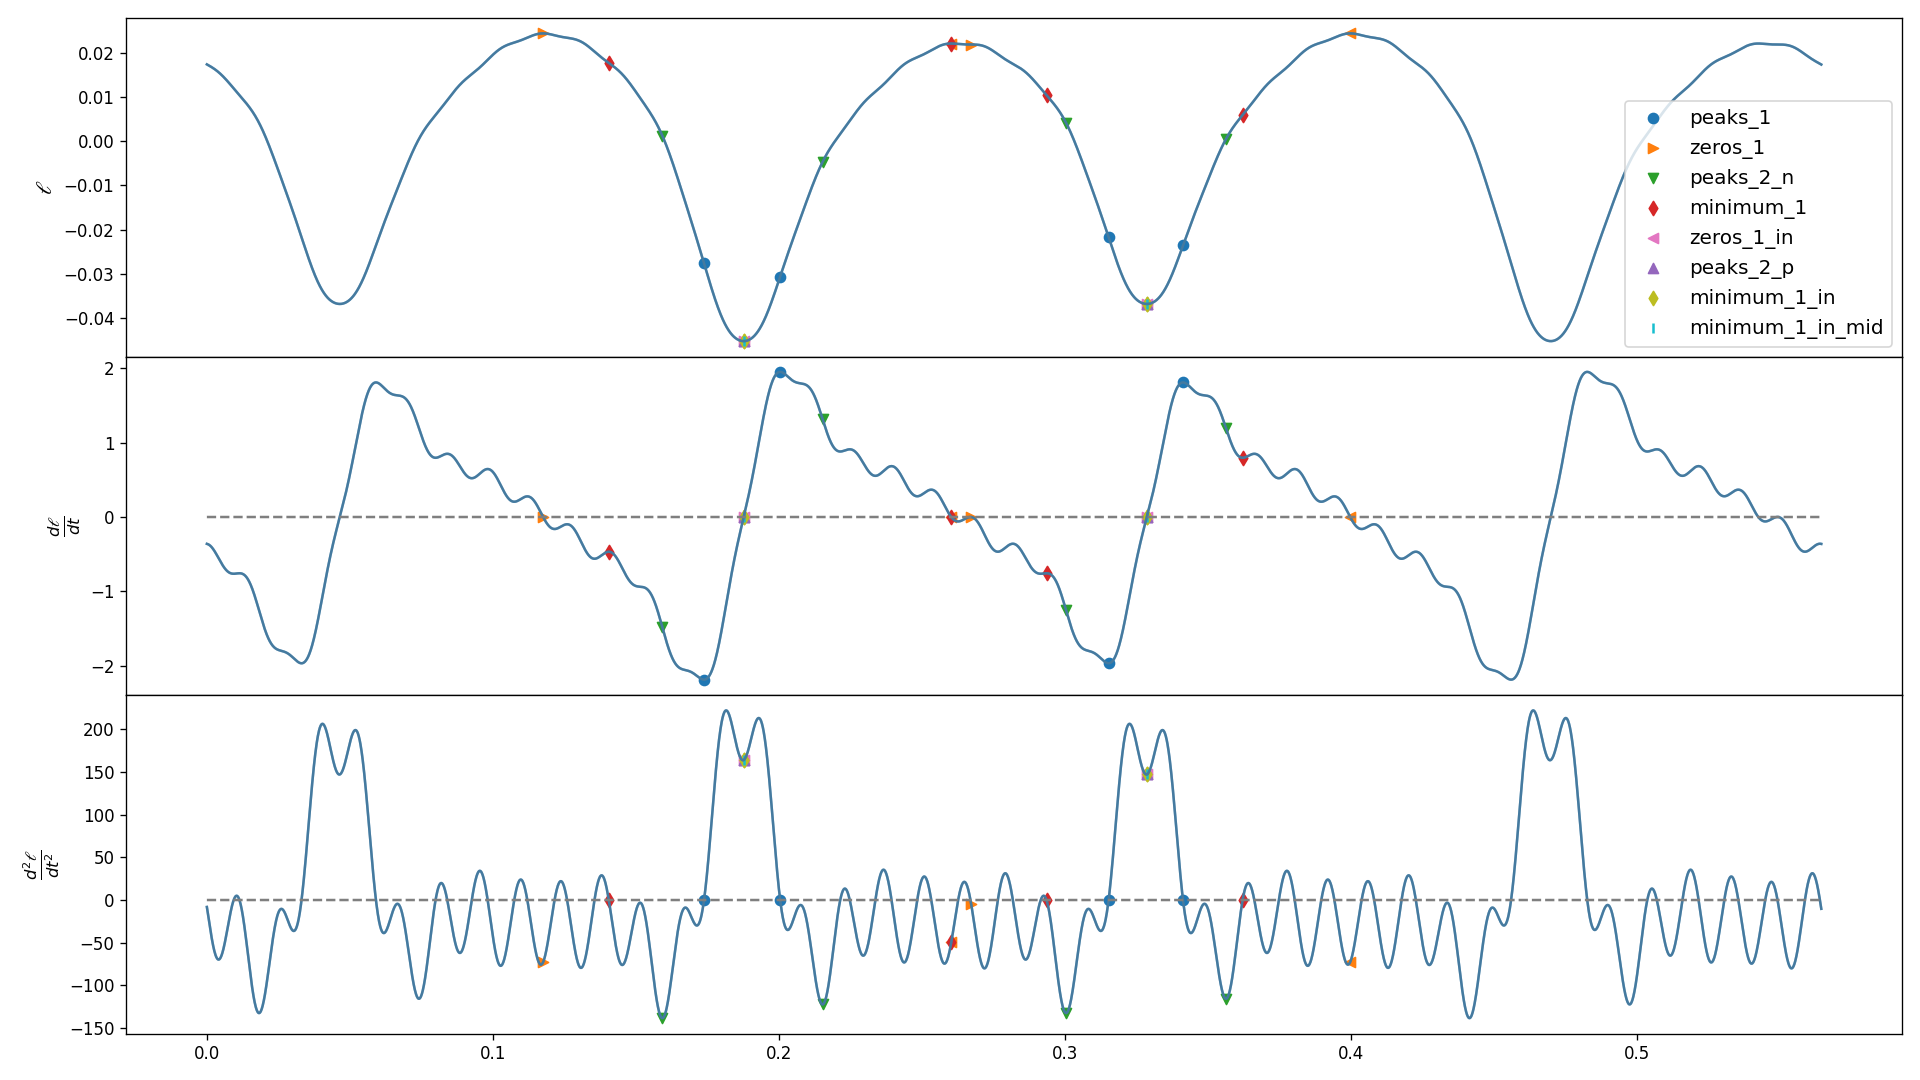 0.02
0.01
0.00
−0.01
−0.02
−0.03
−0.04
ℓ
peaks_1
zeros_1
peaks_2_n
minimum_1
zeros_1_in
peaks_2_p
minimum_1_in
minimum_1_in_mid
2
1
0
−1
−2
dℓ
dt
200
150
100
50
0
−50
−100
−150
d²ℓ
dt²
0.0 0.1 0.2 0.3 0.4 0.5